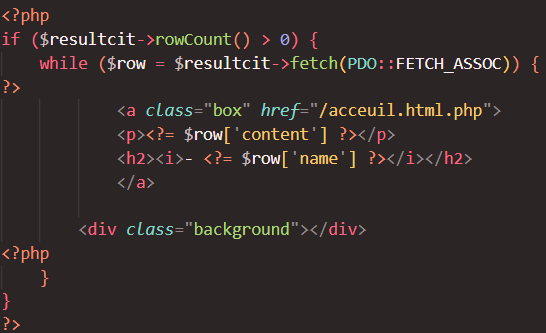 <?php
if ($resultcit->rowCount() > 0) {
    while ($row = $resultcit->fetch(PDO::FETCH_ASSOC)) {
?>
            <a class="box" href="/acceuil.html.php">
            <p><?= $row['content'] ?></p>
            <h2><i>- <?= $row['name'] ?></i></h2>
            </a>

        <div class="background"></div>
<?php
    }
}
?>